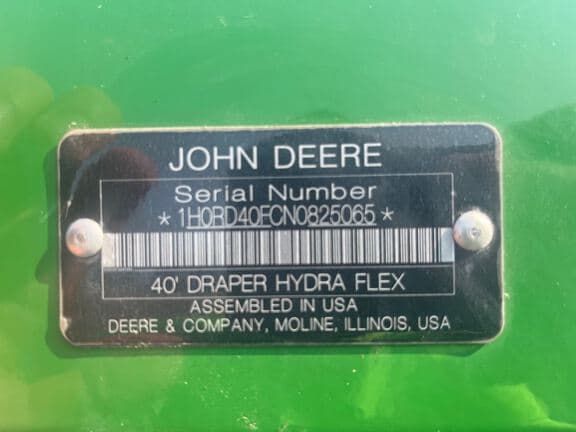 JOHN DEERE
Serial Number
*1H0RD40FCN0825065*
40' DRAPER HYDRA FLEX
ASSEMBLED IN USA
DEERE & COMPANY, MOLINE, ILLINOIS, USA